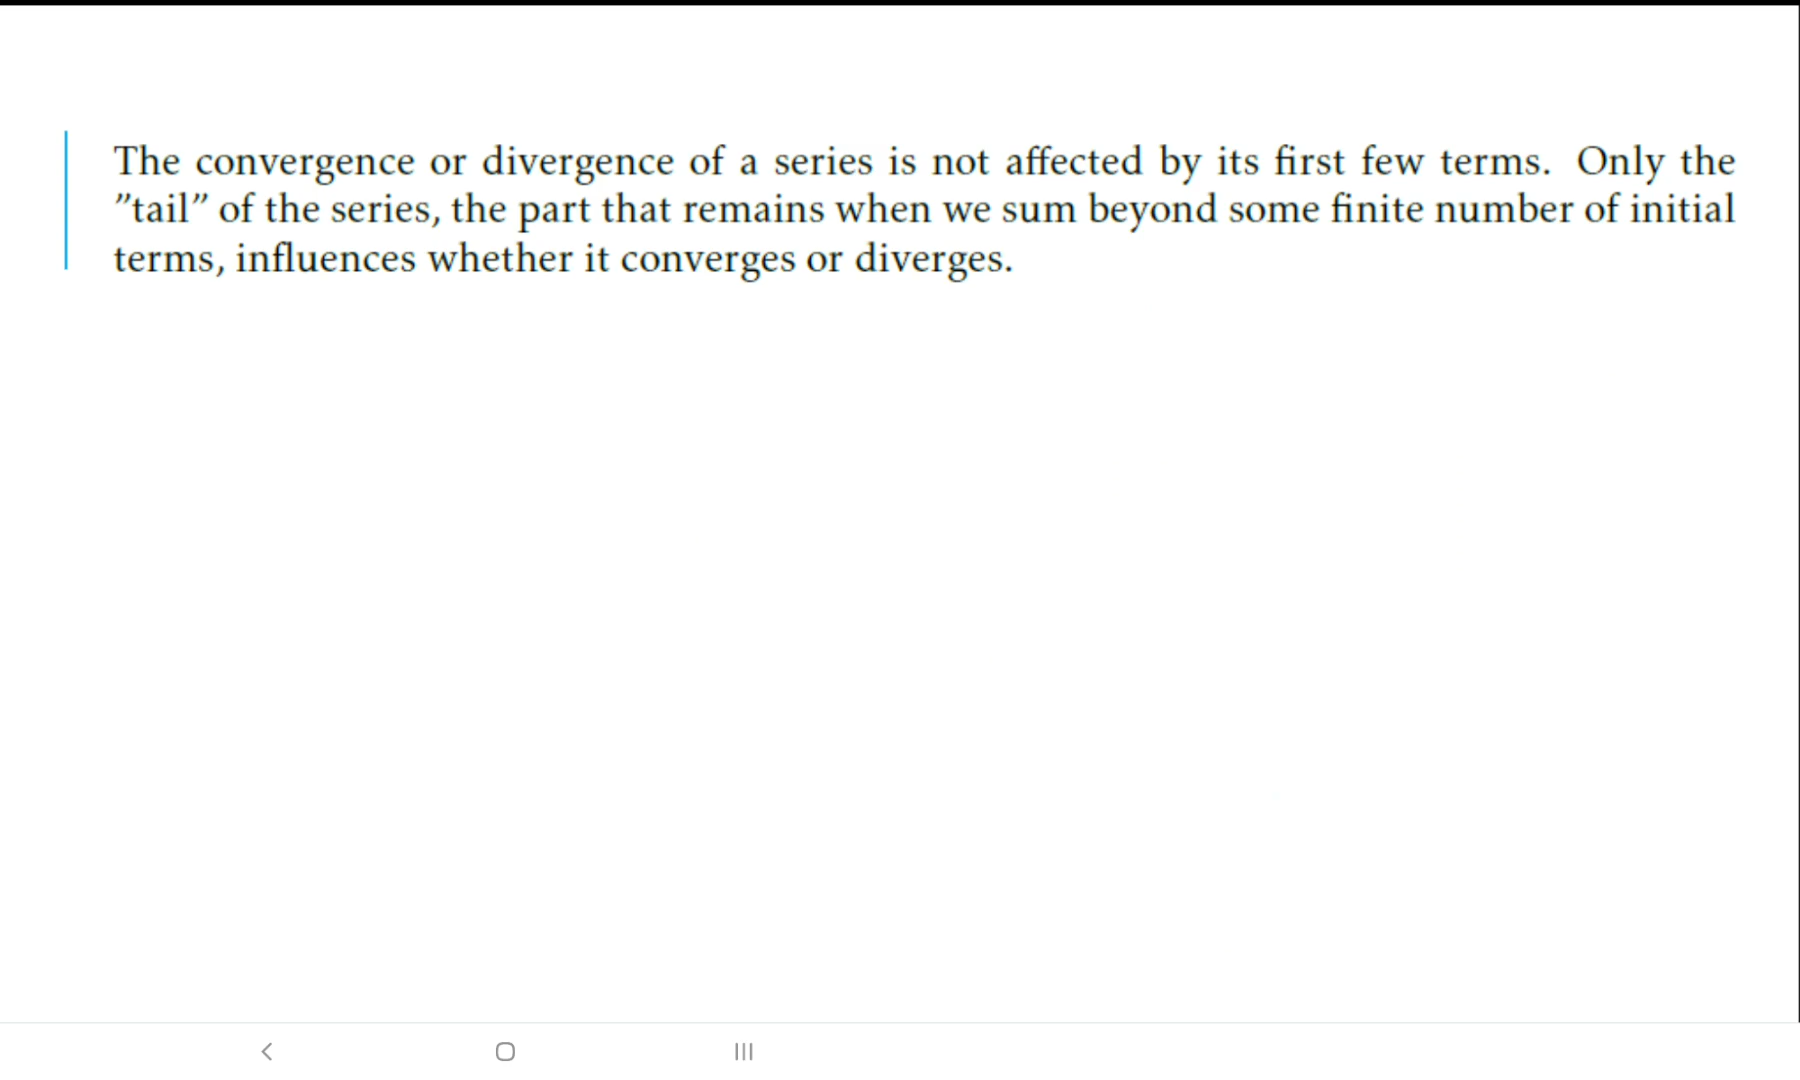 The convergence or divergence of a series is not affected by its first few terms. Only the
”tail” of the series, the part that remains when we sum beyond some finite number of initial
terms, influences whether it converges or diverges.